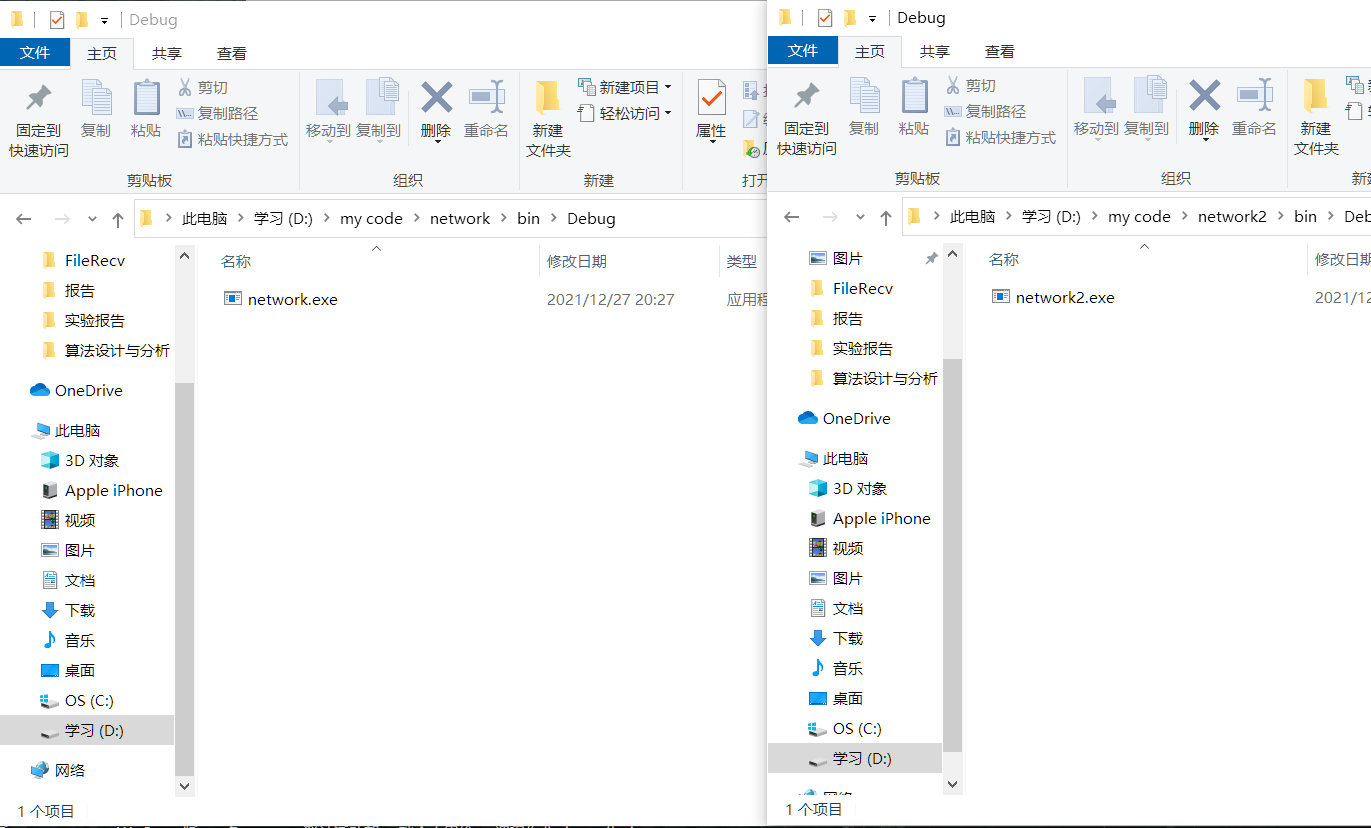 Debug
文件 主页 共享 查看
剪切
复制路径
粘贴快捷方式
固定到
快速访问
复制
粘贴
剪贴板
移动到 复制到 删除 重命名
组织
新建项目
轻松访问
新建
文件夹
新建
属性
打开
此电脑 学习 (D:) my code network bin Debug
名称 修改日期 类型
network.exe 2021/12/27 20:27
FileRecv
报告
实验报告
算法设计与分析
OneDrive
此电脑
3D 对象
Apple iPhone
视频
图片
文档
下载
音乐
桌面
OS (C:)
学习 (D:)
网络
1 个项目
Debug
文件 主页 共享 查看
剪切
复制路径
粘贴快捷方式
固定到
快速访问
复制
粘贴
剪贴板
移动到 复制到 删除 重命名
组织
新建
文件夹
此电脑 学习 (D:) my code network2 bin Deb
名称 修改日期
network2.exe 2021/12
图片
FileRecv
报告
实验报告
算法设计与分析
OneDrive
此电脑
3D 对象
Apple iPhone
视频
图片
文档
下载
音乐
桌面
OS (C:)
学习 (D:)
网络
1 个项目